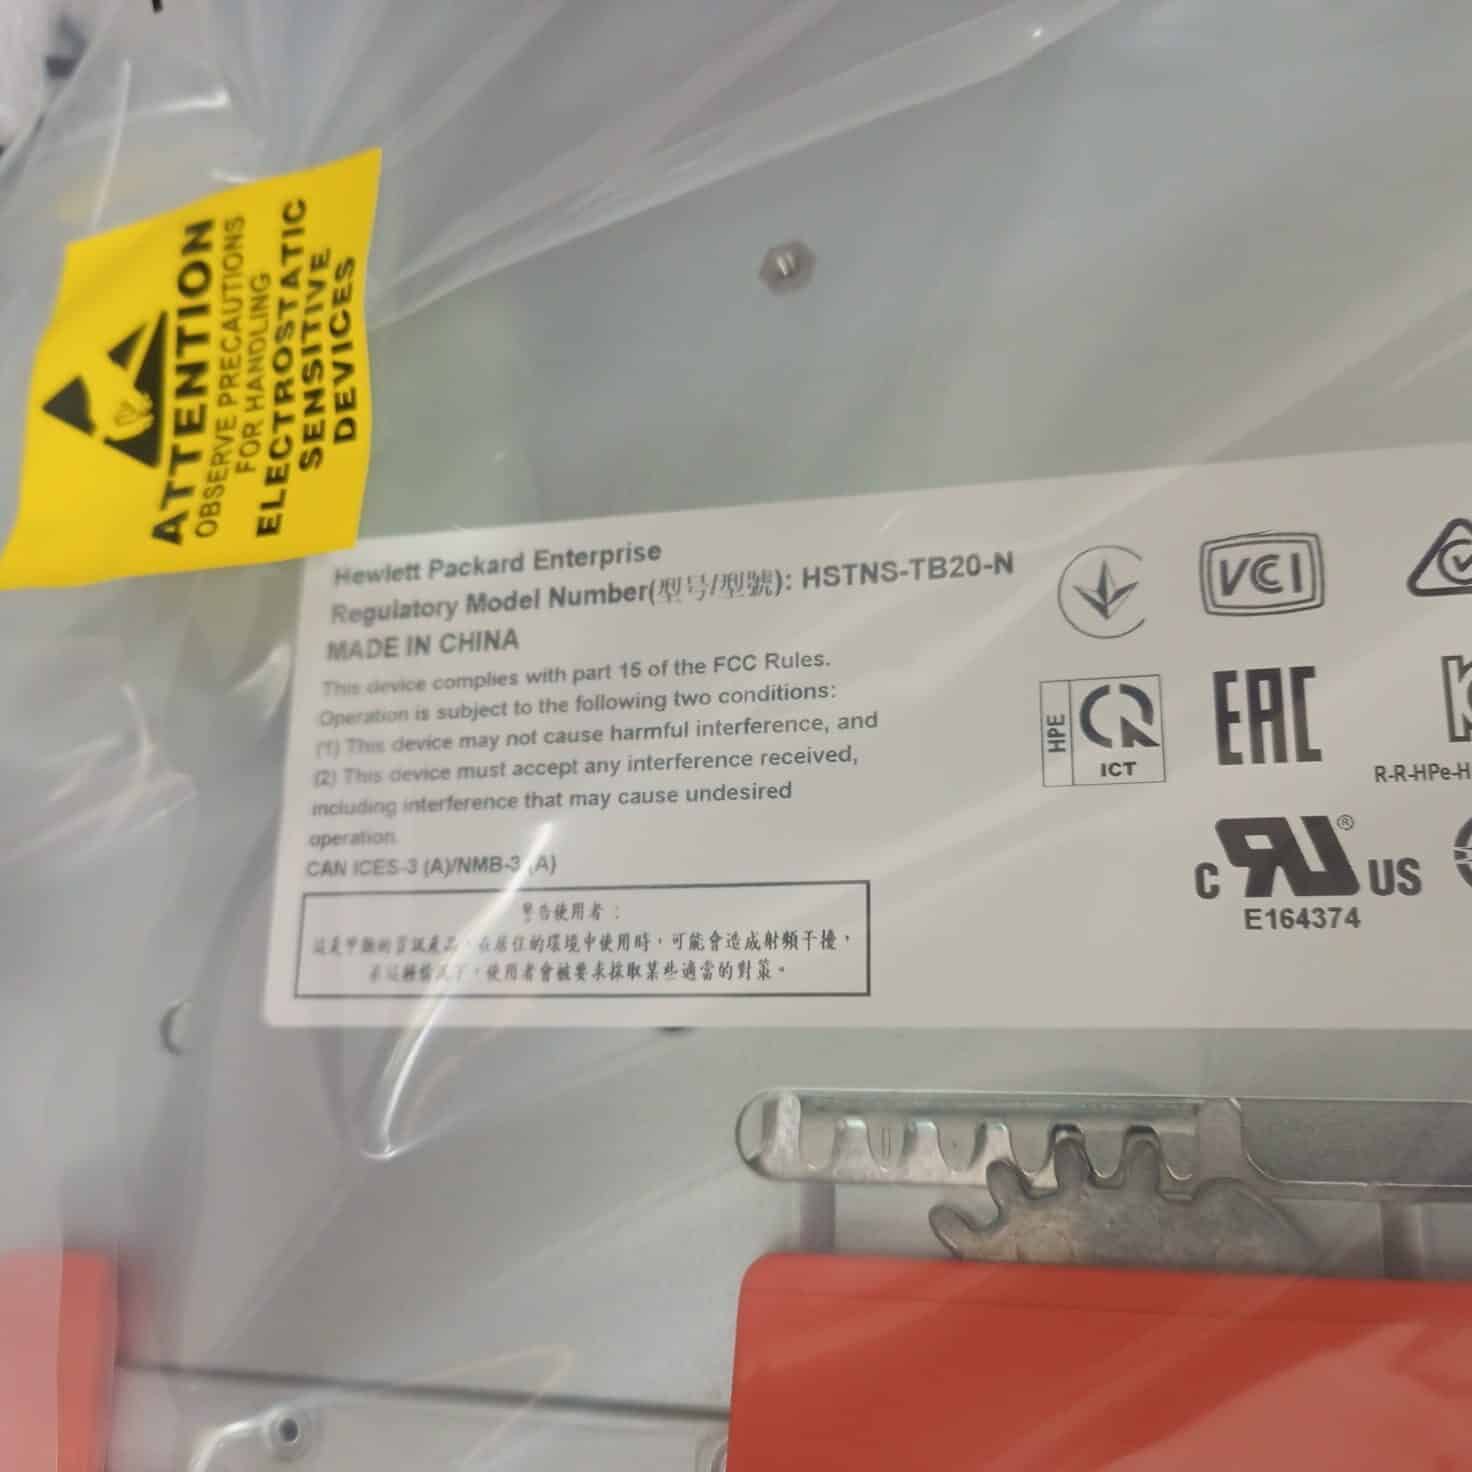 ATTENTION
OBSERVE PRECAUTIONS
FOR HANDLING
ELECTROSTATIC
SENSITIVE
DEVICES
Hewlett Packard Enterprise
Regulatory Model Number(型号/型號): HSTNS-TB20-N
MADE IN CHINA
This device complies with part 15 of the FCC Rules.
Operation is subject to the following two conditions:
(1) This device may not cause harmful interference, and
(2) This device must accept any interference received,
including interference that may cause undesired
operation.
CAN ICES-3 (A)/NMB-3 (A)
警告使用者：
這是甲類的資訊產品，在居住的環境中使用時，可能會造成射頻干擾，
在這種情況下，使用者會被要求採取某些適當的對策。
VCI
HPE
ICT
EAC
R-R-HPe-H
C RU® US
E164374